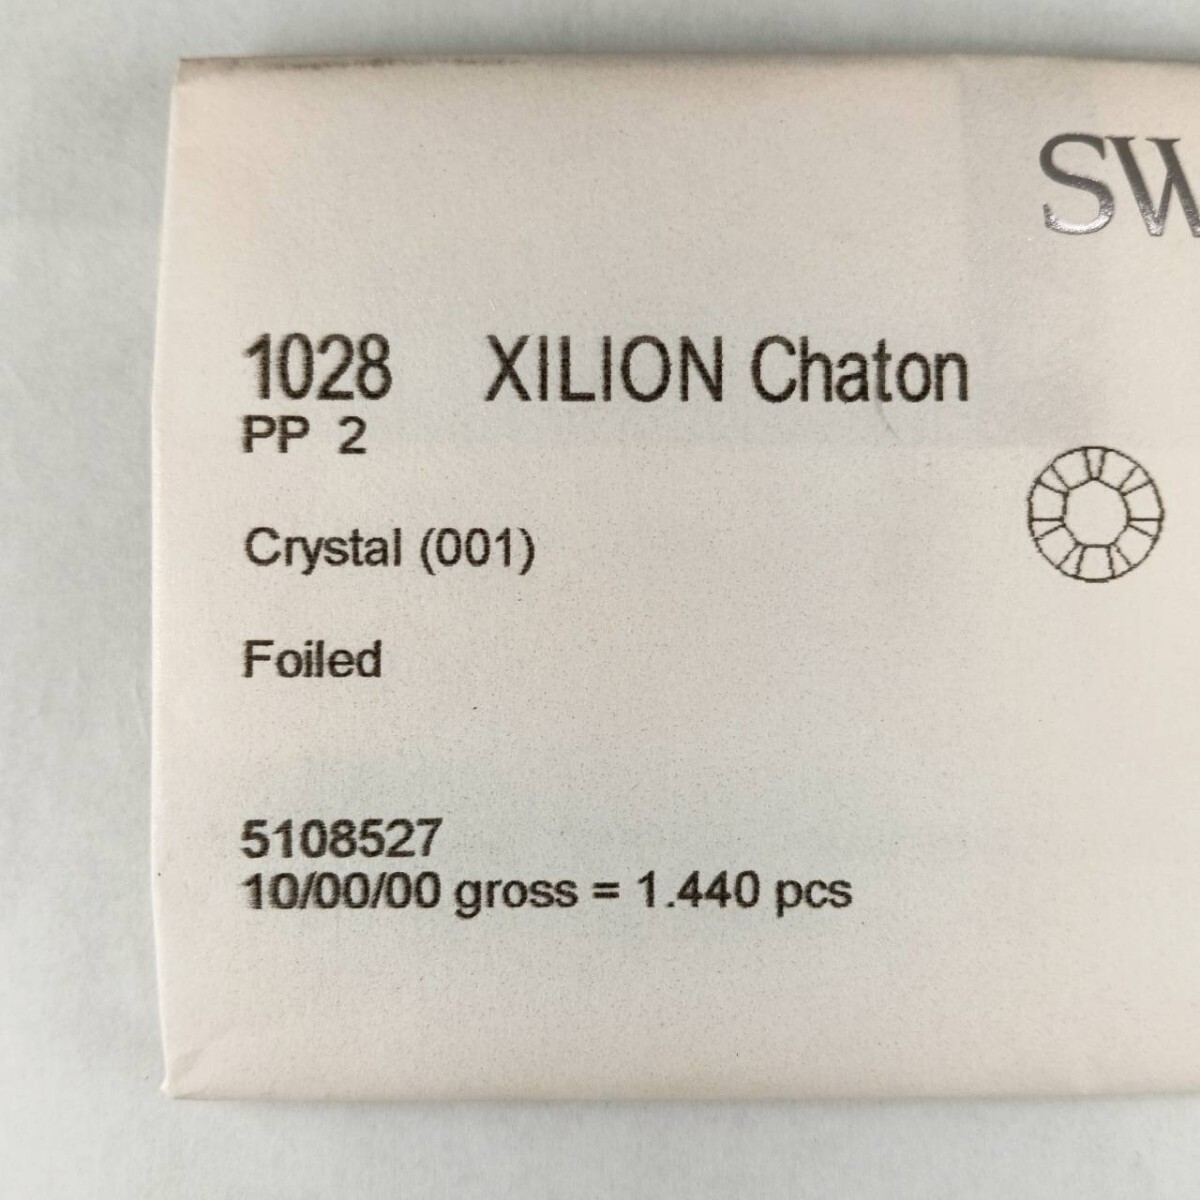 SW
1028 XILION Chaton
PP 2
Crystal (001)
Foiled
5108527
10/00/00 gross = 1.440 pcs